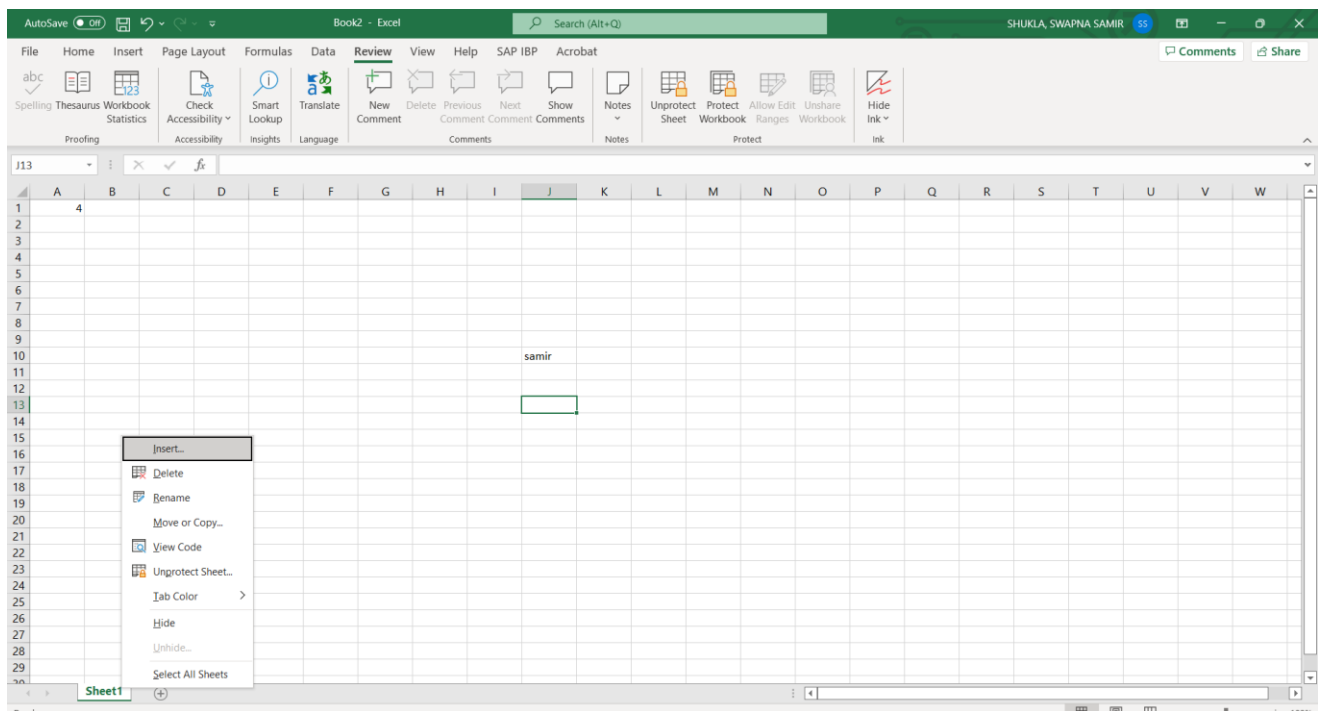 AutoSave Off Book2 - Excel Search (Alt+Q) SHUKLA, SWAPNA SAMIR SS
File Home Insert Page Layout Formulas Data Review View Help SAP IBP Acrobat Comments Share
abc 123
Spelling Thesaurus Workbook Statistics Check Accessibility Smart Lookup Translate New Comment Delete Previous Comment Next Comment Show Comments Notes Unprotect Sheet Protect Workbook Allow Edit Ranges Unshare Workbook Hide Ink
Proofing Accessibility Insights Language Comments Notes Protect Ink
J13 fx
A B C D E F G H I J K L M N O P Q R S T U V W
1 4
2
3
4
5
6
7
8
9
10 samir
11
12
13
14
15
16 Insert...
17 Delete
18 Rename
19
20 Move or Copy...
21
22 View Code
23 Unprotect Sheet...
24
25 Tab Color
26 Hide
27
28 Unhide...
29 Select All Sheets
Sheet1